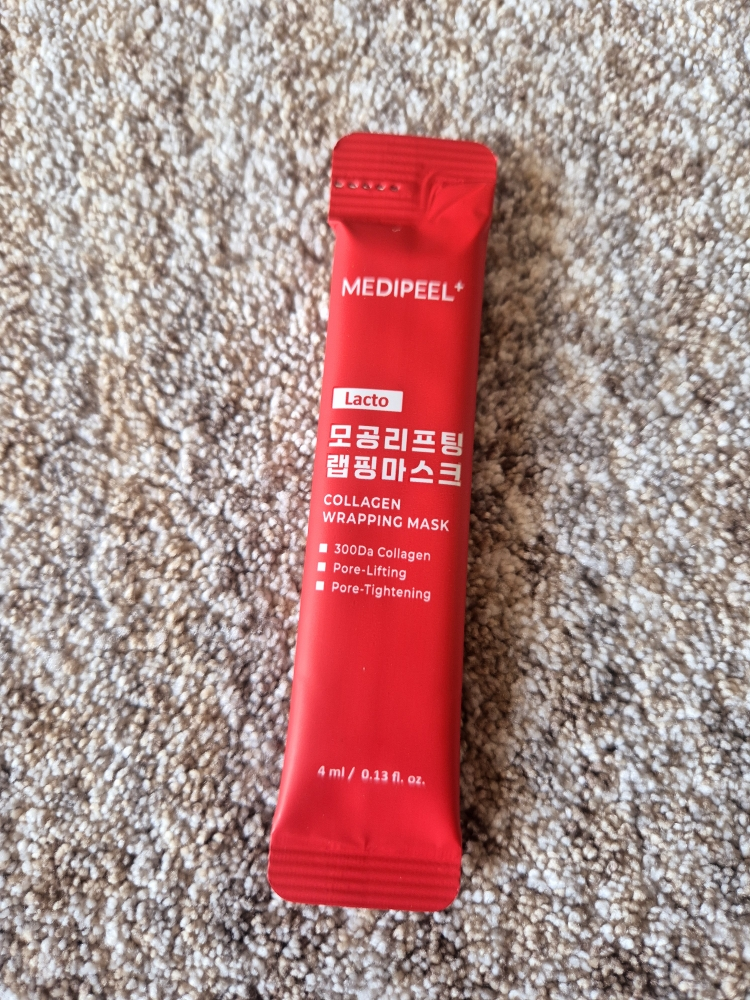 MEDIPEEL+
Lacto
모공리프팅
랩핑마스크
COLLAGEN
WRAPPING MASK
300Da Collagen
Pore-Lifting
Pore-Tightening
4 ml / 0.13 fl. oz.